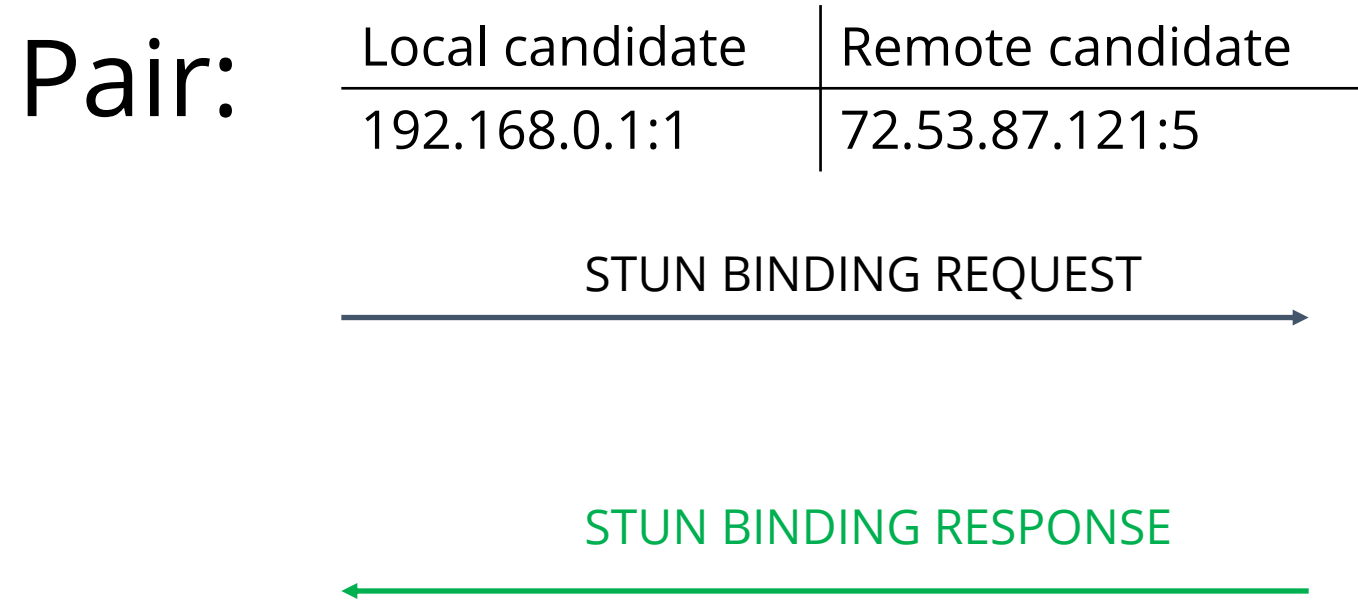 Pair:
Local candidate Remote candidate
192.168.0.1:1 72.53.87.121:5
STUN BINDING REQUEST
STUN BINDING RESPONSE